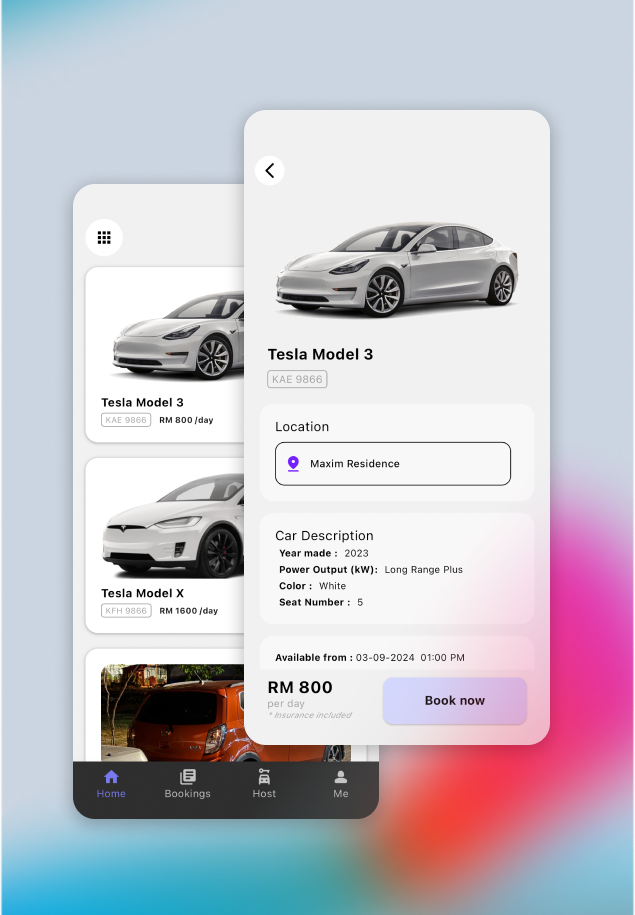 Tesla Model 3
KAE 9866
Location
Maxim Residence
Car Description
Year made : 2023
Power Output (kW): Long Range Plus
Color : White
Seat Number : 5
Available from : 03-09-2024 01:00 PM
RM 800
per day
* Insurance included
Book now
Tesla Model 3
KAE 9866 RM 800 /day
Tesla Model X
KFH 9866 RM 1600 /day
Home Bookings Host Me